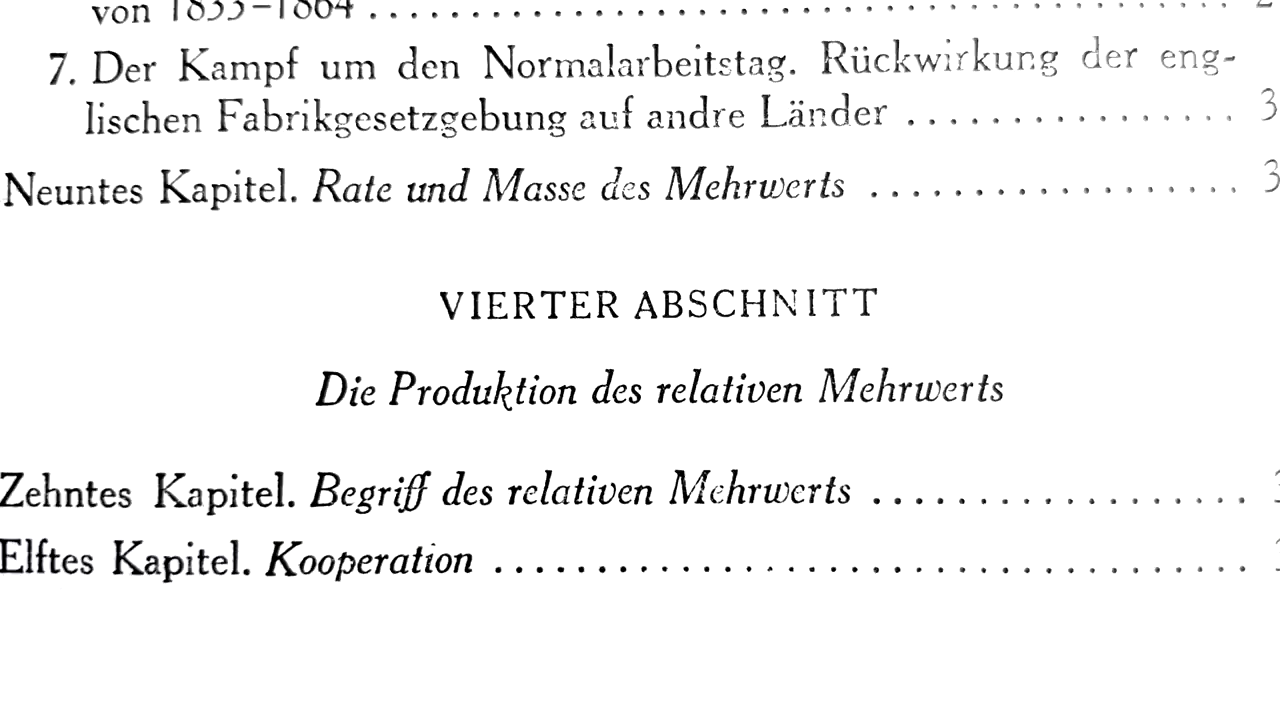 von 1833–1864 . . . . . . . . . . . . . . . . . . . . . . . . . . . . . . . . . . . . . . . .
7. Der Kampf um den Normalarbeitstag. Rückwirkung der eng-
lischen Fabrikgesetzgebung auf andre Länder . . . . . . . . . . . . . . . . 3
Neuntes Kapitel. Rate und Masse des Mehrwerts . . . . . . . . . . . . . . . . . . 3
VIERTER ABSCHNITT
Die Produktion des relativen Mehrwerts
Zehntes Kapitel. Begriff des relativen Mehrwerts . . . . . . . . . . . . . . . . . .
Elftes Kapitel. Kooperation . . . . . . . . . . . . . . . . . . . . . . . . . . . . . . . . . . .